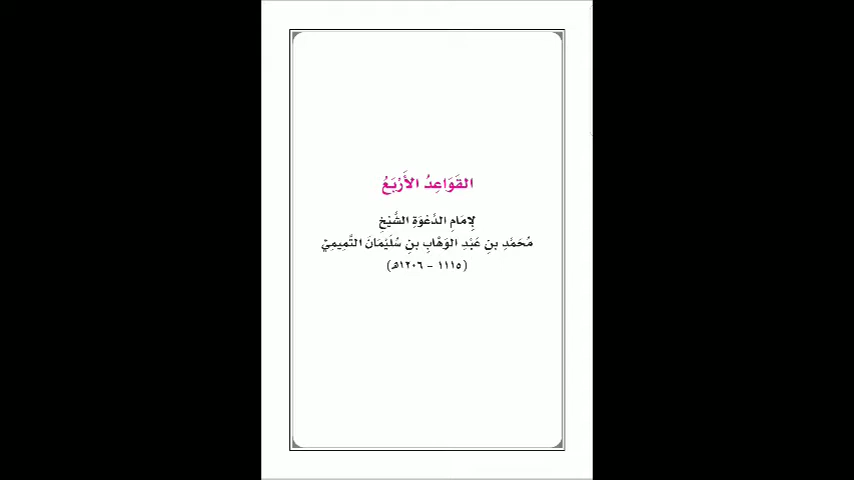 القَوَاعِدُ الأَرْبَعُ
لِإِمَامِ الدَّعْوَةِ الشَّيْخِ
مُحَمَّدِ بنِ عَبْدِ الوَهَّابِ بنِ سُلَيْمَانَ التَّمِيمِيِّ
(١١١٥ - ١٢٠٦هـ)